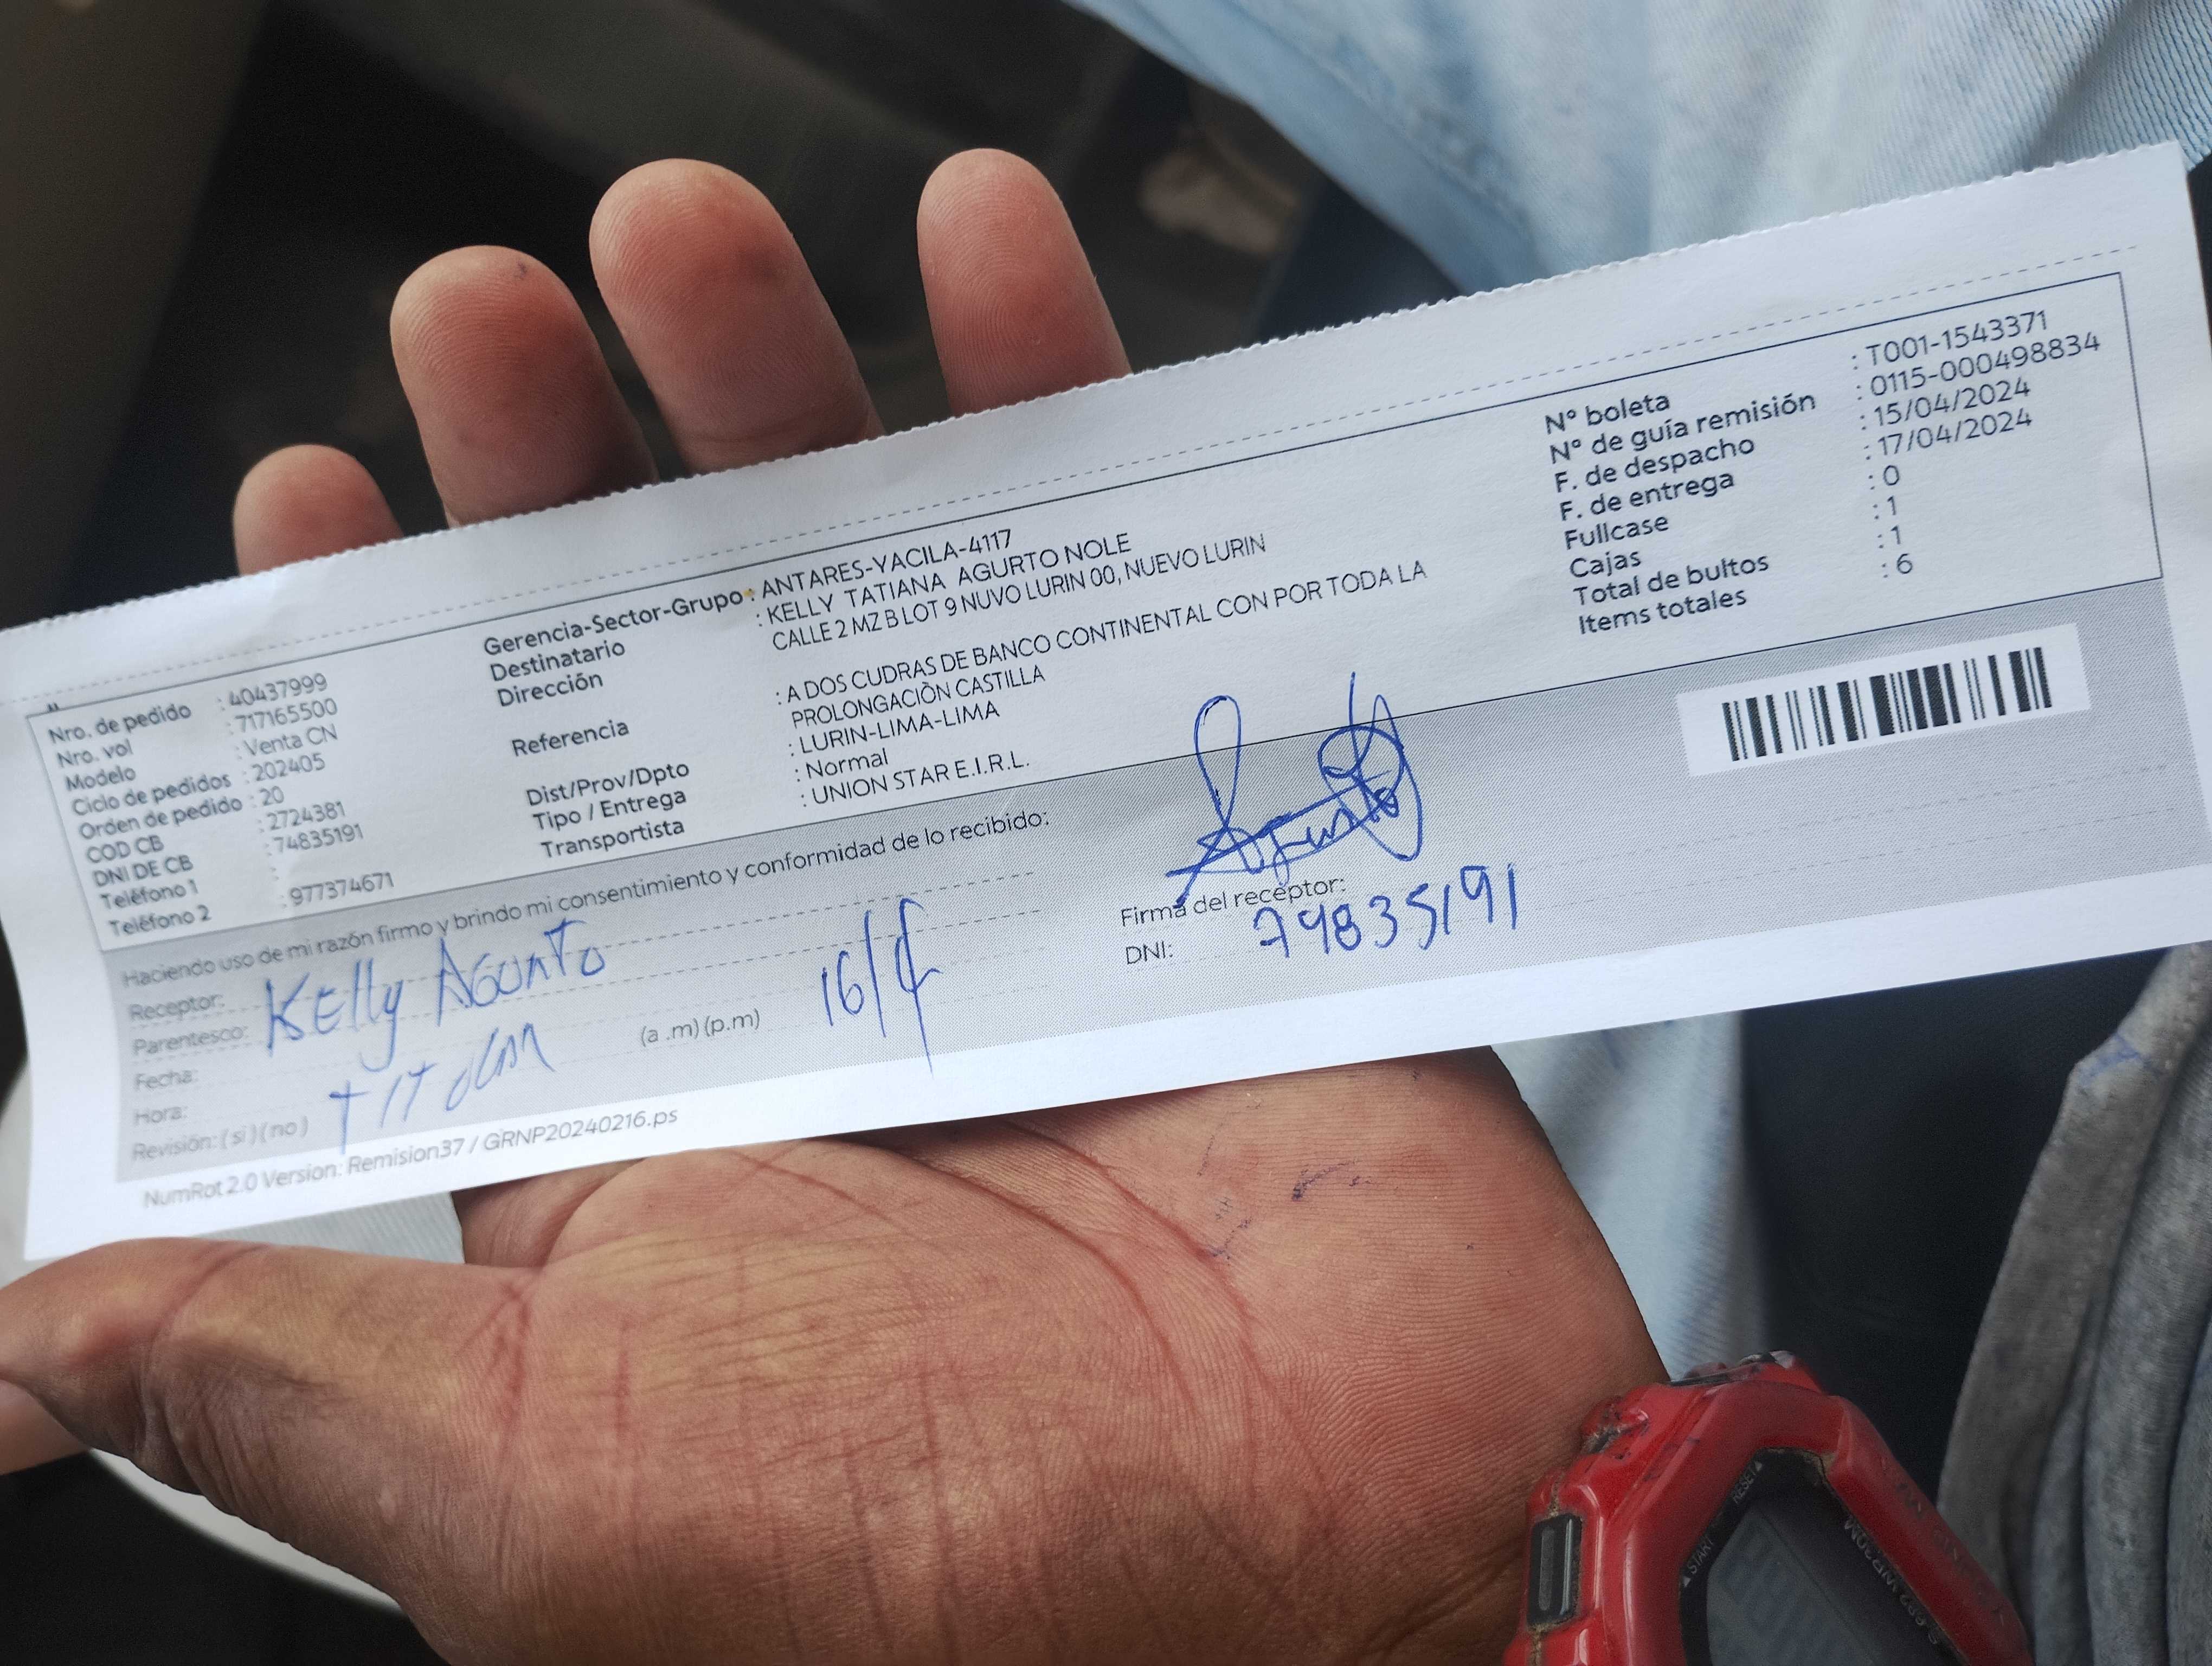 Nro. de pedido : 40437999
Nro. vol : 717165500
Modelo : Venta CN
Ciclo de pedidos : 202405
Orden de pedido : 20
COD CB : 2724381
DNI DE CB : 74835191
Teléfono 1 :
Teléfono 2 : 977374671
Gerencia-Sector-Grupo : ANTARES-YACILA-4117
Destinatario : KELLY TATIANA AGURTO NOLE
Dirección CALLE 2 MZ B LOT 9 NUVO LURIN 00, NUEVO LURIN
Referencia : A DOS CUDRAS DE BANCO CONTINENTAL CON POR TODA LA
PROLONGACIÒN CASTILLA
Dist/Prov/Dpto : LURIN-LIMA-LIMA
Tipo / Entrega : Normal
Transportista : UNION STAR E.I.R.L.
N° boleta : T001-1543371
N° de guía remisión : 0115-000498834
F. de despacho : 15/04/2024
F. de entrega : 17/04/2024
Fullcase : 0
Cajas : 1
Total de bultos : 1
Items totales : 6
Haciendo uso de mi razón firmo y brindo mi consentimiento y conformidad de lo recibido:
Receptor: Kelly Agurto
Parentesco:
Fecha: 16/4
Hora: (a .m) (p.m)
Revisión: ( si ) ( no )
Firma del receptor: Agurto
DNI: 74835191
NumRot 2.0 Version: Remision37 / GRNP20240216.ps
RESET
START